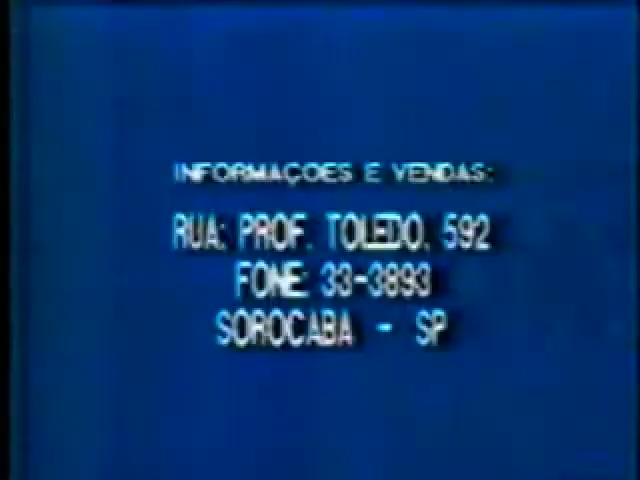 INFORMAÇOES E VENDAS:
RUA: PROF. TOLEDO, 592
FONE: 33-3893
SOROCABA - SP